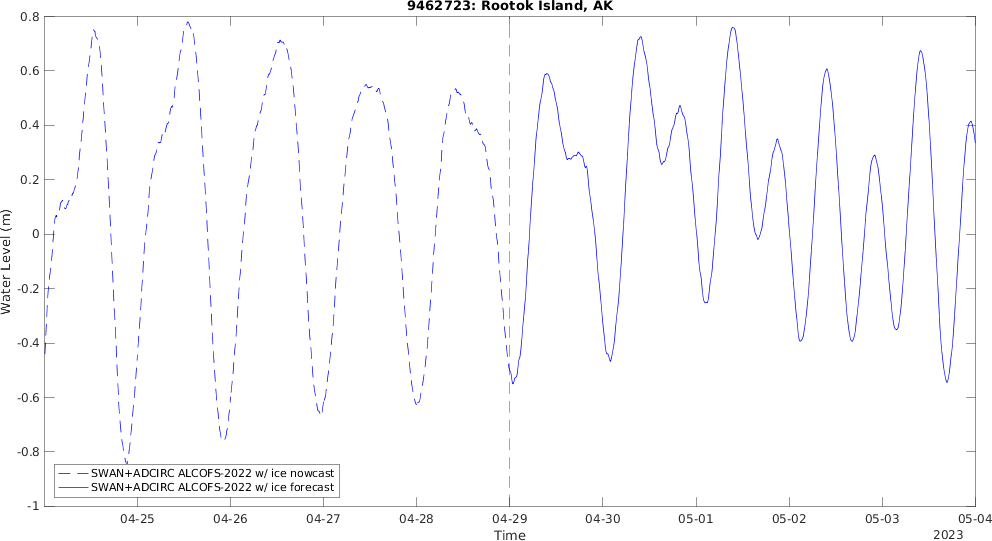 9462723: Rootok Island, AK
0.8
0.6
0.4
0.2
0
-0.2
-0.4
-0.6
-0.8
-1
Water Level (m)
SWAN+ADCIRC ALCOFS-2022 w/ ice nowcast
SWAN+ADCIRC ALCOFS-2022 w/ ice forecast
04-25 04-26 04-27 04-28 04-29 04-30 05-01 05-02 05-03 05-04
Time
2023